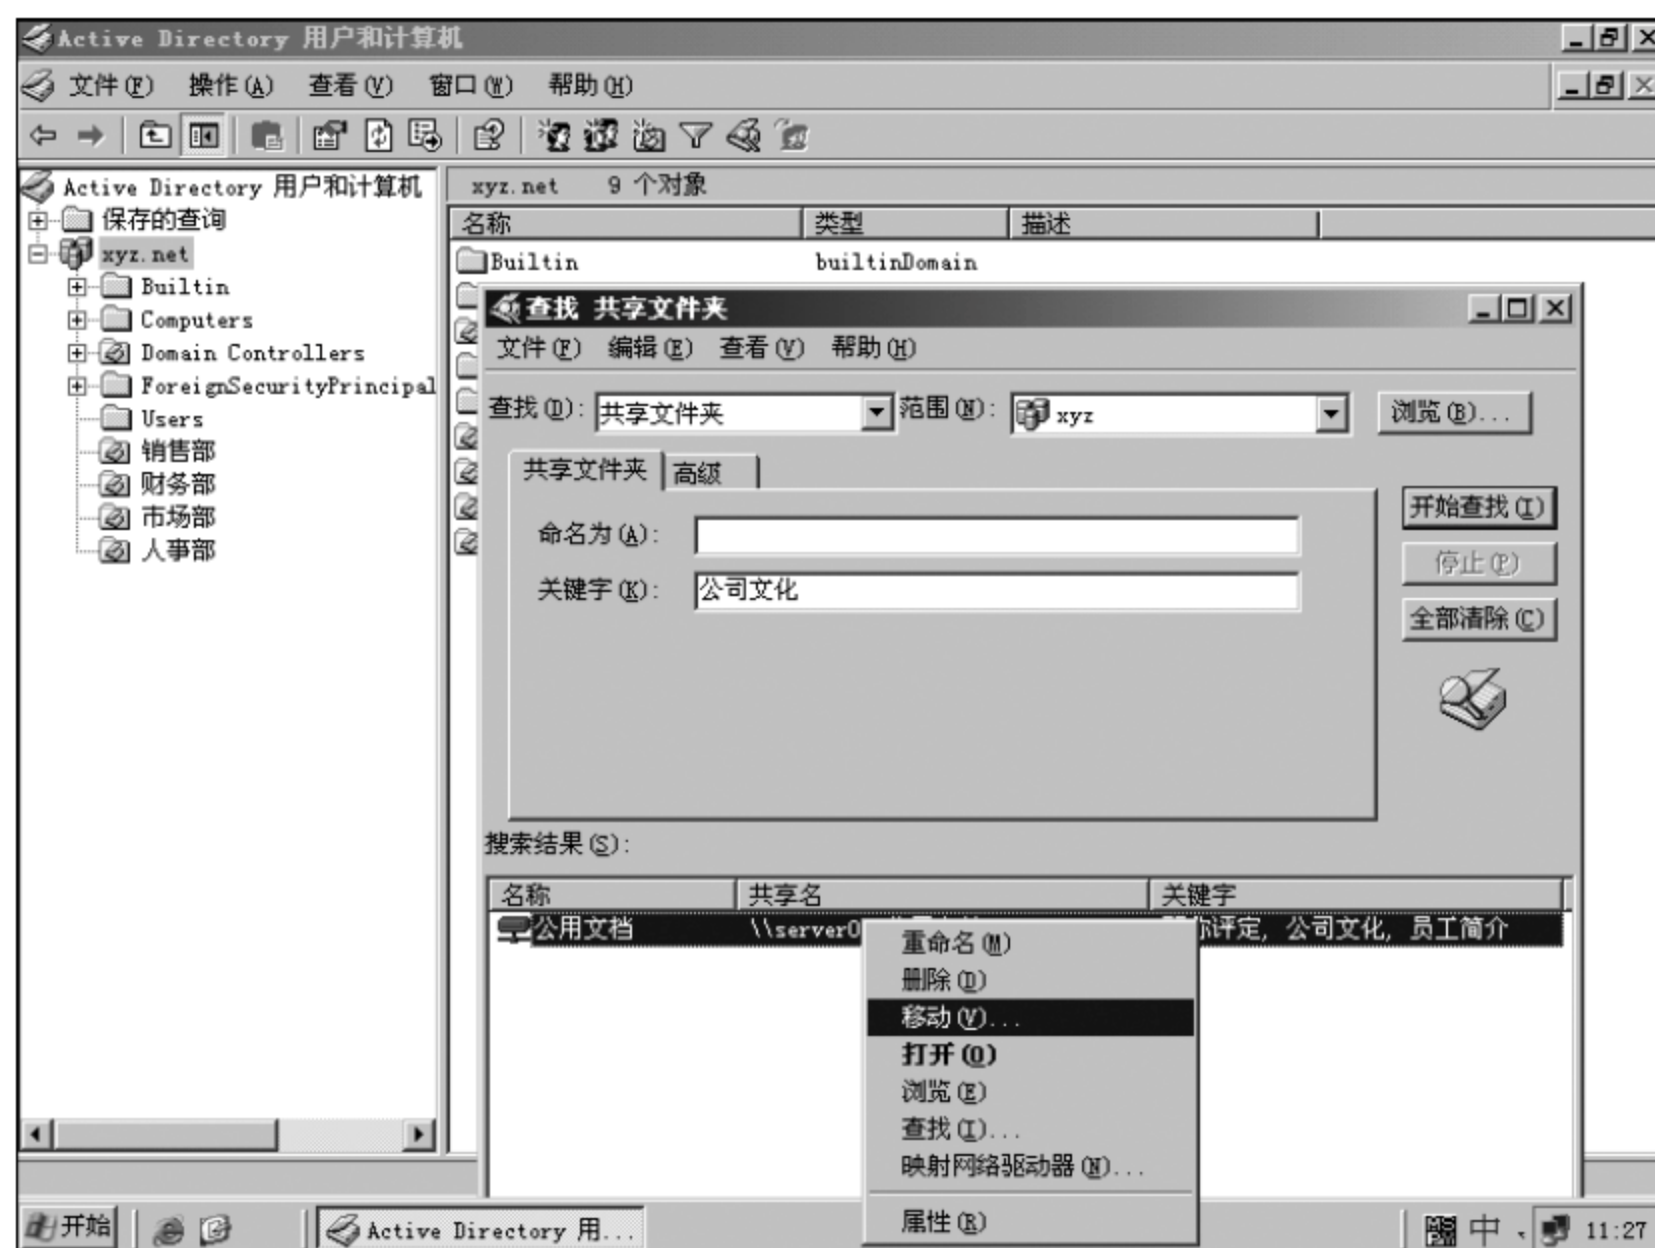 Active Directory 用户和计算机
文件(F) 操作(A) 查看(V) 窗口(W) 帮助(H)
Active Directory 用户和计算机
保存的查询
xyz.net
Builtin
Computers
Domain Controllers
ForeignSecurityPrincipal
Users
销售部
财务部
市场部
人事部
xyz.net 9 个对象
名称 类型 描述
Builtin builtinDomain
查找 共享文件夹
文件(F) 编辑(E) 查看(V) 帮助(H)
查找(D): 共享文件夹 范围(N): xyz 浏览(B)...
共享文件夹 高级
命名为(A):
关键字(K): 公司文化
开始查找(I)
停止(P)
全部清除(C)
搜索结果(S):
名称 共享名 关键字
公用文档 \\server0 评定, 公司文化, 员工简介
重命名(M)
删除(D)
移动(V)...
打开(O)
浏览(E)
查找(I)...
映射网络驱动器(N)...
属性(R)
开始 Active Directory 用... 中 11:27